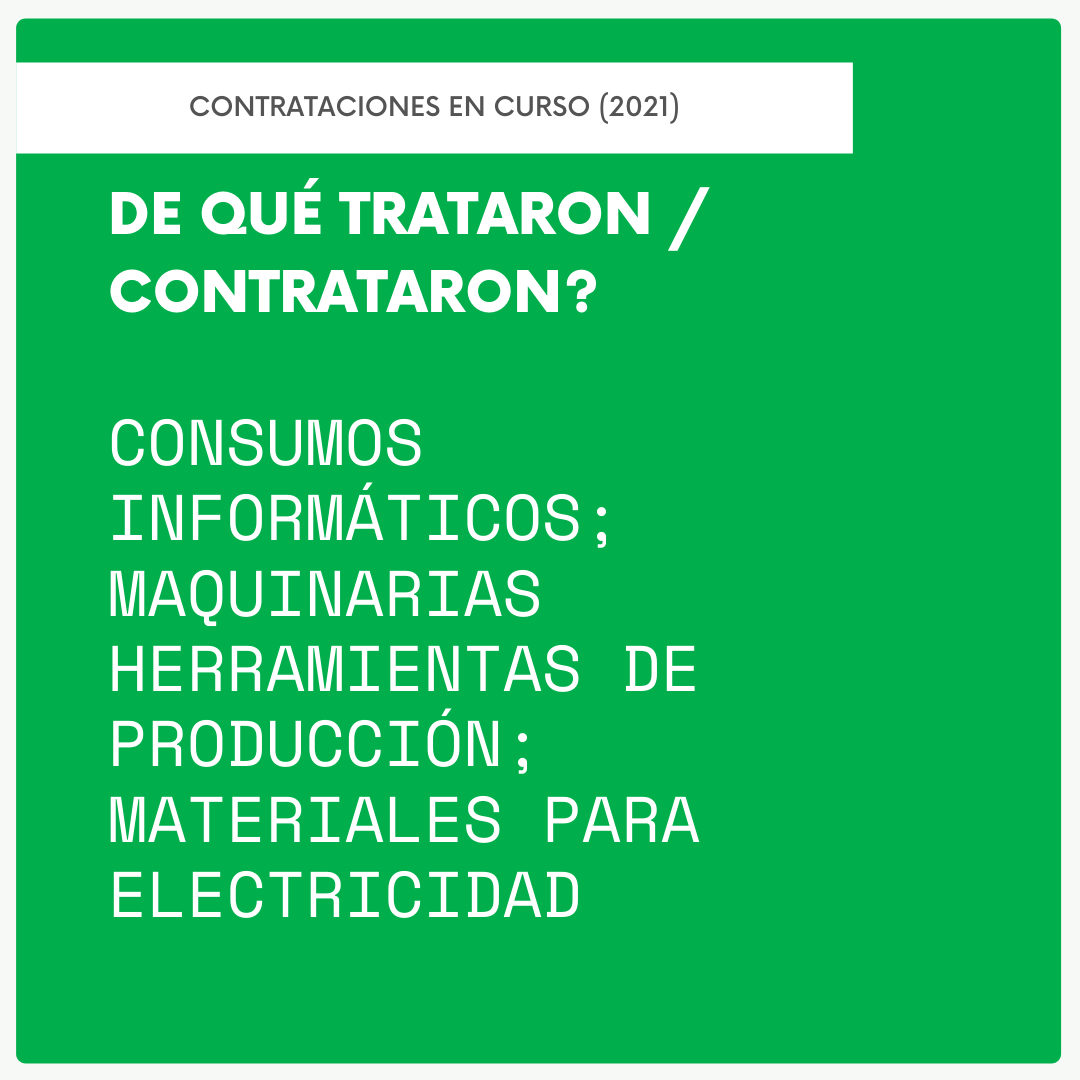 CONTRATACIONES EN CURSO (2021)
DE QUÉ TRATARON /
CONTRATARON?
CONSUMOS
INFORMÁTICOS;
MAQUINARIAS
HERRAMIENTAS DE
PRODUCCIÓN;
MATERIALES PARA
ELECTRICIDAD